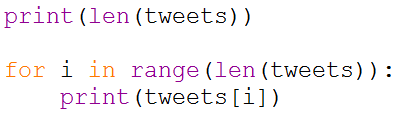 print(len(tweets))
for i in range(len(tweets)):
    print(tweets[i])